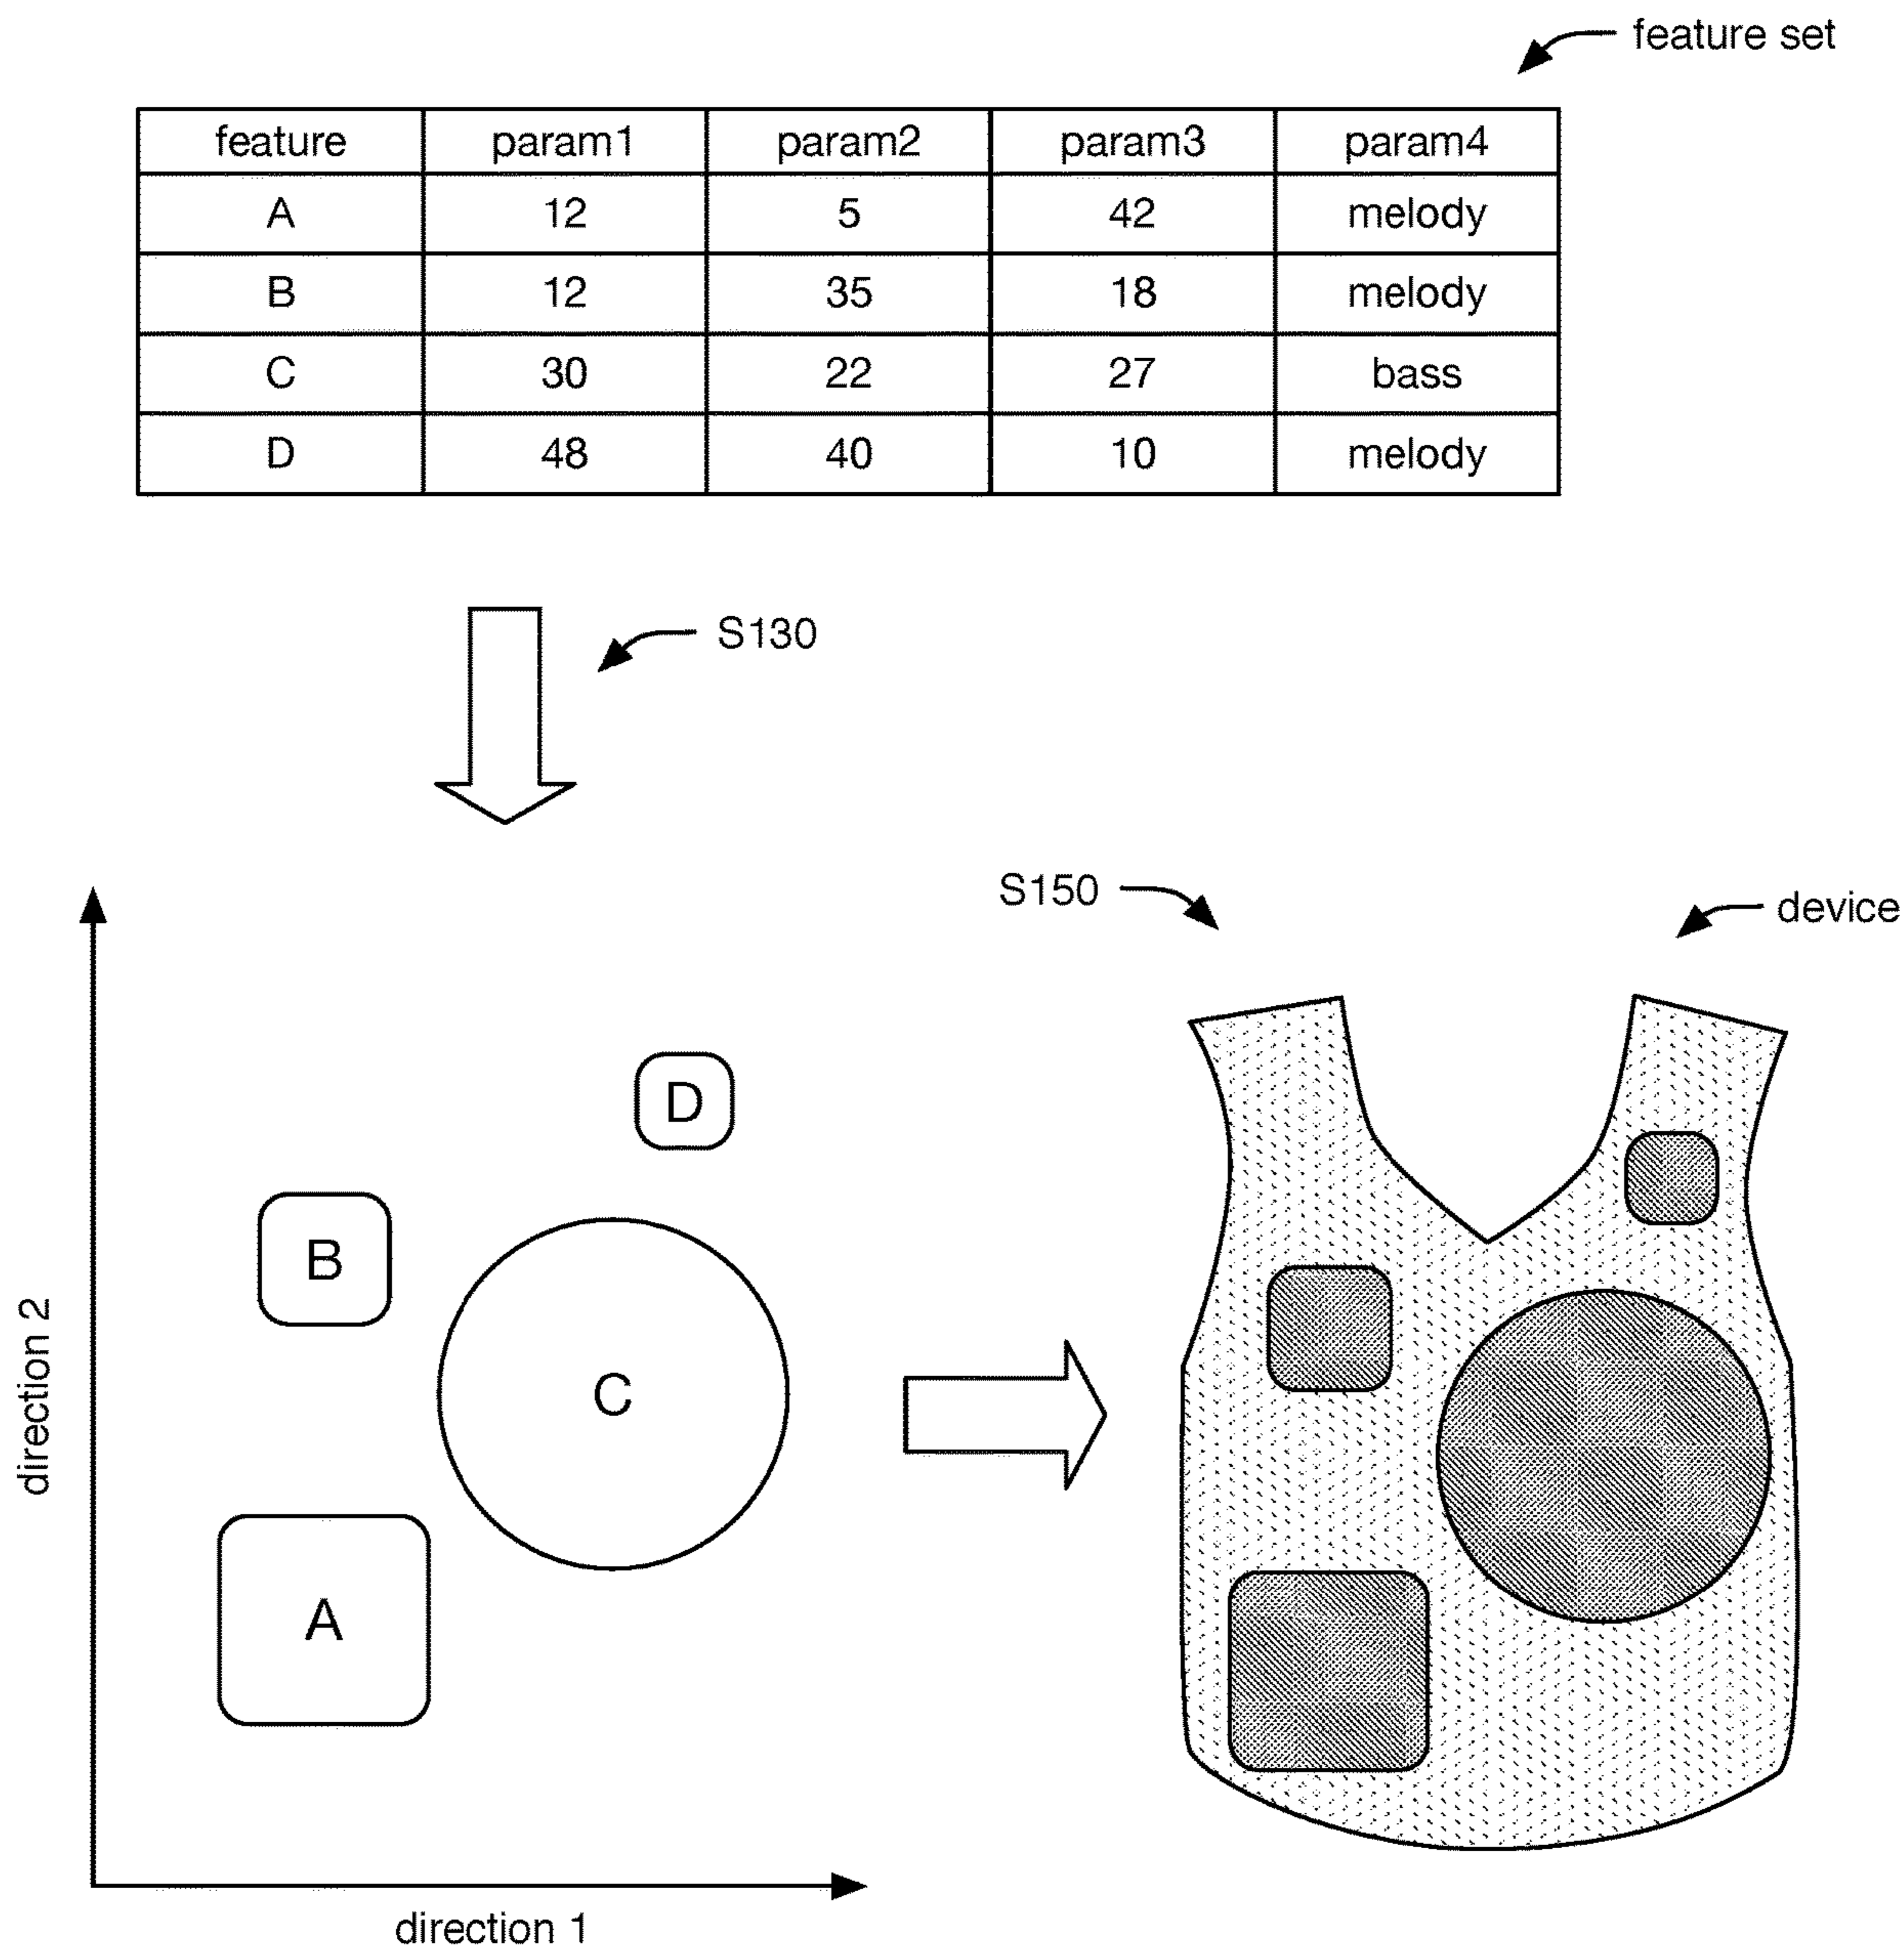 feature set
feature param1 param2 param3 param4
A 12 5 42 melody
B 12 35 18 melody
C 30 22 27 bass
D 48 40 10 melody
S130
S150
device
D
B
C
A
direction 2
direction 1